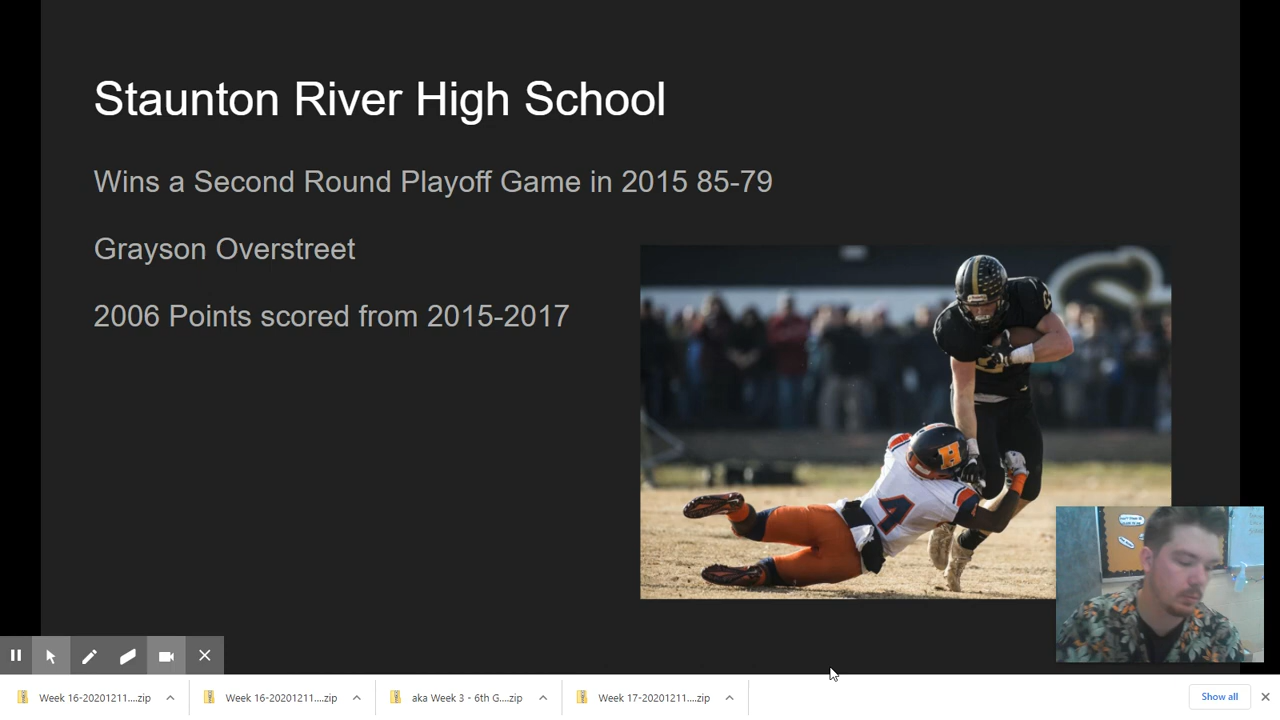 Staunton River High School
Wins a Second Round Playoff Game in 2015 85-79
Grayson Overstreet
2006 Points scored from 2015-2017
H
4
Week 16-20201211....zip
Week 16-20201211....zip
aka Week 3 - 6th G....zip
Week 17-20201211....zip
Show all